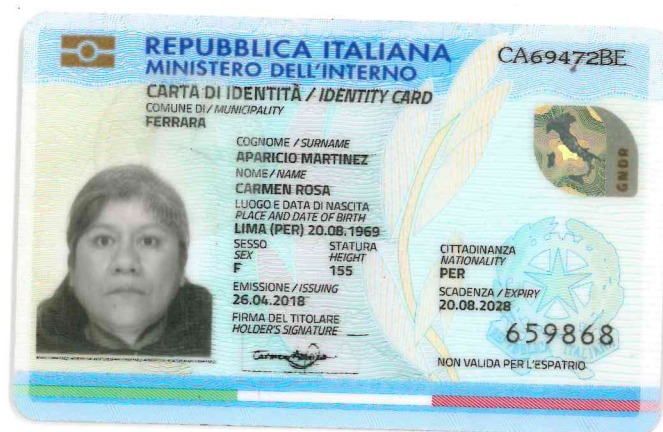 REPUBBLICA ITALIANA
MINISTERO DELL'INTERNO
CA69472BE
CARTA DI IDENTITÀ / IDENTITY CARD
COMUNE DI / MUNICIPALITY
FERRARA
COGNOME / SURNAME
APARICIO MARTINEZ
NOME / NAME
CARMEN ROSA
LUOGO E DATA DI NASCITA
PLACE AND DATE OF BIRTH
LIMA (PER) 20.08.1969
SESSO
SEX
F
STATURA
HEIGHT
155
CITTADINANZA
NATIONALITY
PER
EMISSIONE / ISSUING
26.04.2018
SCADENZA / EXPIRY
20.08.2028
FIRMA DEL TITOLARE
HOLDER'S SIGNATURE
659868
NON VALIDA PER L'ESPATRIO
GNDR